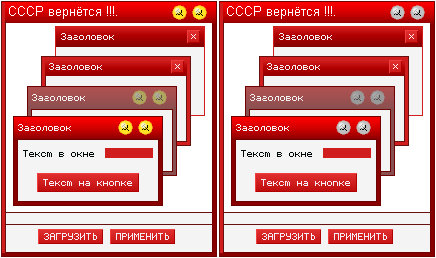 СССР вернётся !!!.
Заголовок
Заголовок
Заголовок
Заголовок
Текст в окне
Текст на кнопке
ЗАГРУЗИТЬ ПРИМЕНИТЬ
СССР вернётся !!!.
Заголовок
Заголовок
Заголовок
Заголовок
Текст в окне
Текст на кнопке
ЗАГРУЗИТЬ ПРИМЕНИТЬ